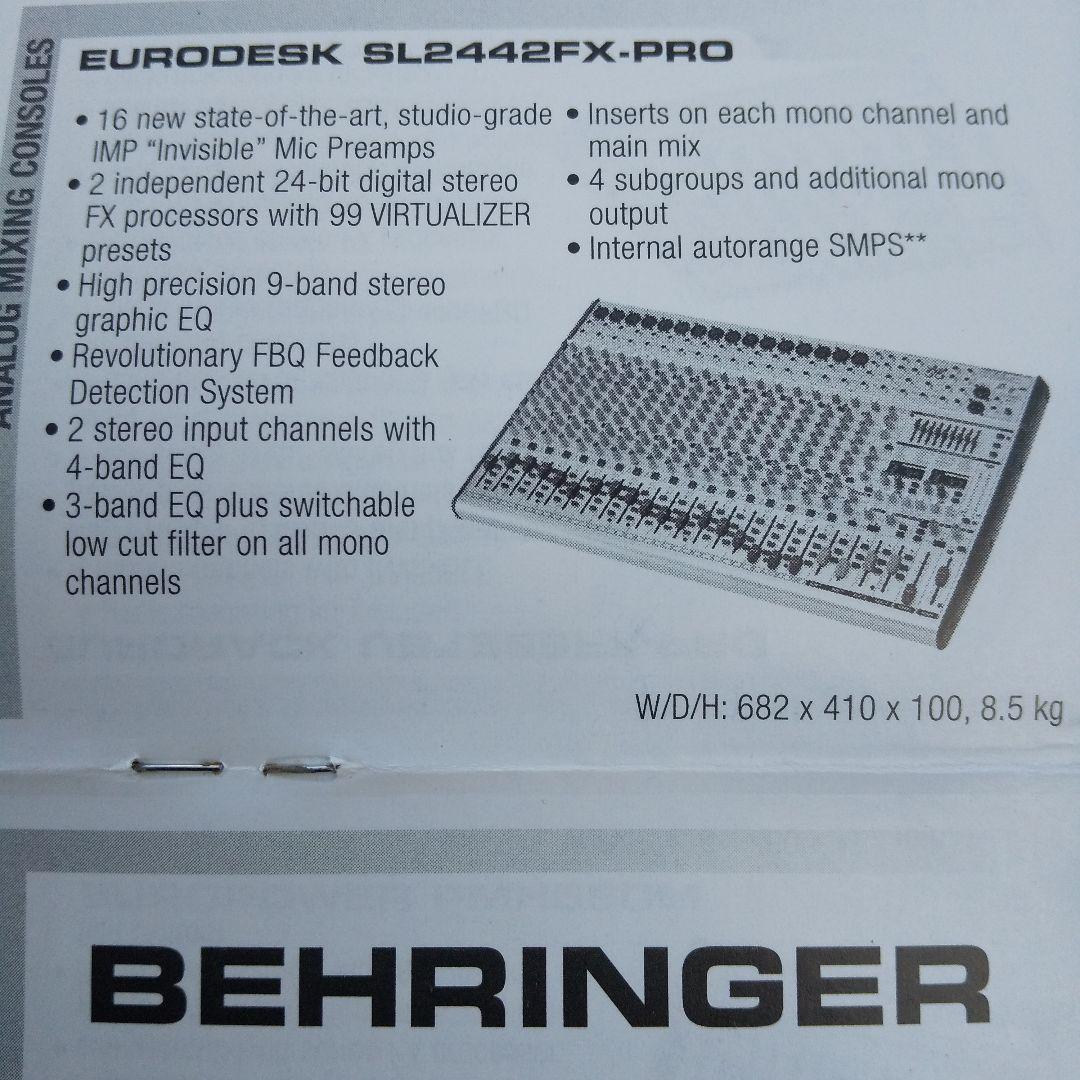 ANALOG MIXING CONSOLES
EURODESK SL2442FX-PRO
• 16 new state-of-the-art, studio-grade
IMP “Invisible” Mic Preamps
• 2 independent 24-bit digital stereo
FX processors with 99 VIRTUALIZER
presets
• High precision 9-band stereo
graphic EQ
• Revolutionary FBQ Feedback
Detection System
• 2 stereo input channels with
4-band EQ
• 3-band EQ plus switchable
low cut filter on all mono
channels
• Inserts on each mono channel and
main mix
• 4 subgroups and additional mono
output
• Internal autorange SMPS**
W/D/H: 682 x 410 x 100, 8.5 kg
BEHRINGER